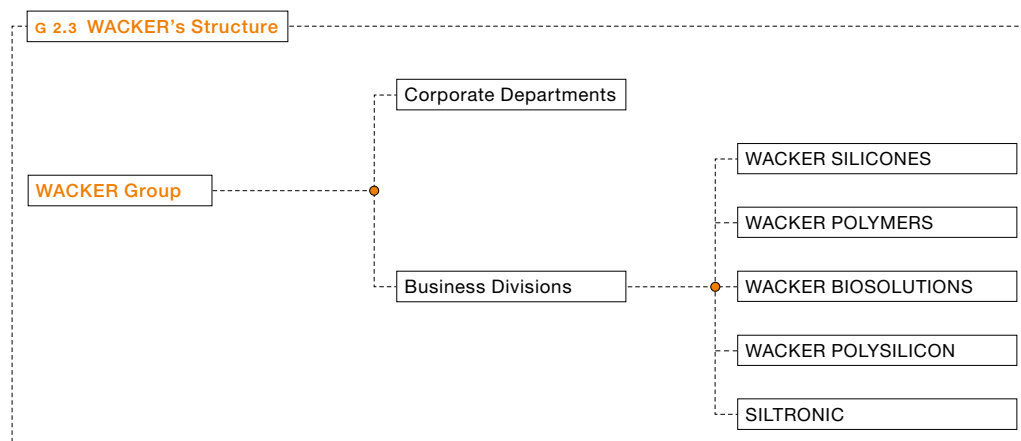 G 2.3 WACKER's Structure
Corporate Departments
WACKER SILICONES
WACKER Group
WACKER POLYMERS
Business Divisions
WACKER BIOSOLUTIONS
WACKER POLYSILICON
SILTRONIC